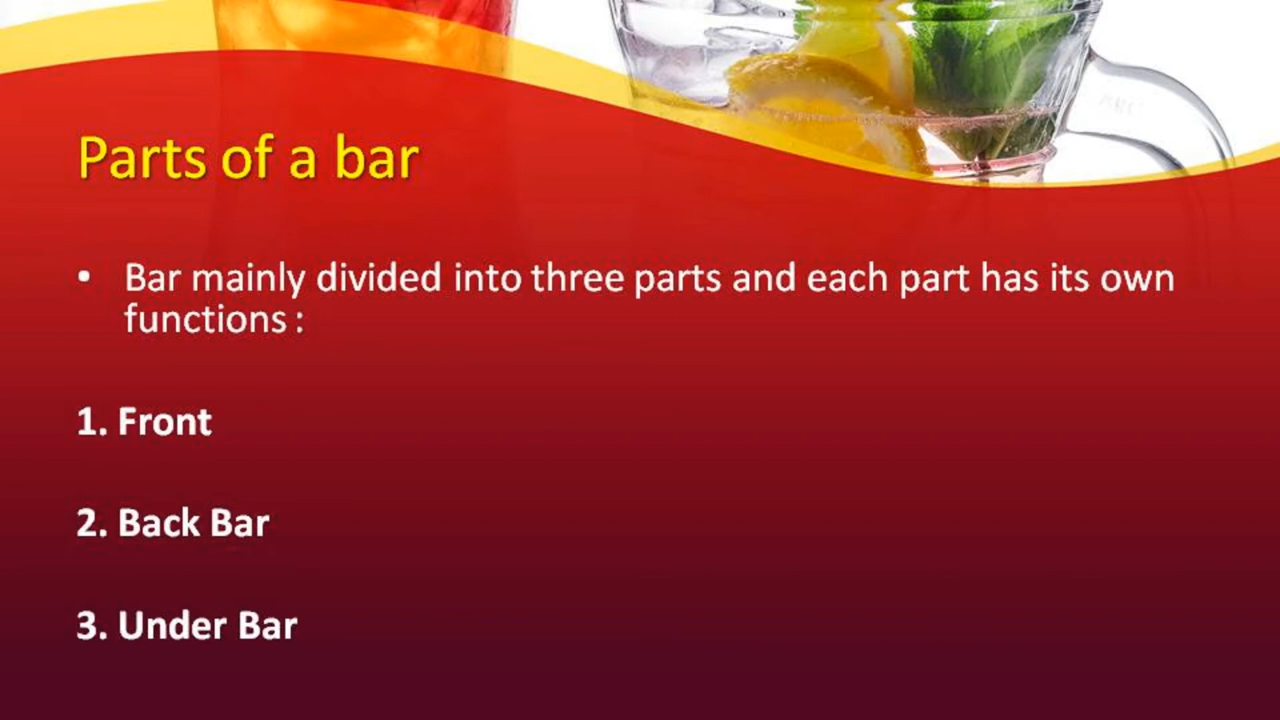 Parts of a bar
• Bar mainly divided into three parts and each part has its own
functions :
1. Front
2. Back Bar
3. Under Bar